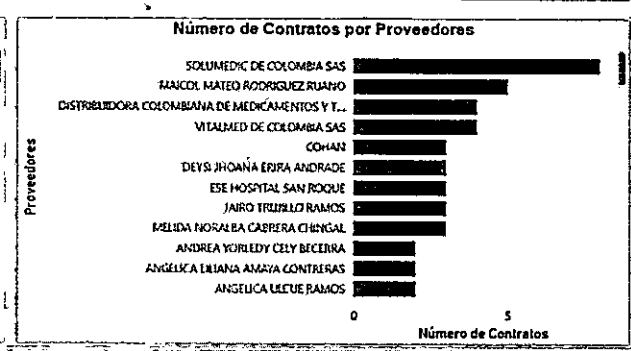 Número de Contratos por Proveedores
Proveedores
SOLUMEDIC DE COLOMBIA SAS
MAICOL MATEO RODRIGUEZ RUANO
DISTRIBUIDORA COLOMBIANA DE MEDICAMENTOS Y T...
VITALMED DE COLOMBIA SAS
COHAN
DEYSI JHOANA ERIRA ANDRADE
ESE HOSPITAL SAN ROQUE
JAIRO TRUJILLO RAMOS
MELIDA NORALBA CABRERA CHINGAL
ANDREA YORLEDY CELY BECERRA
ANGELICA LILIANA AMAYA CONTRERAS
ANGELICA ULCUE RAMOS
0 5
Número de Contratos